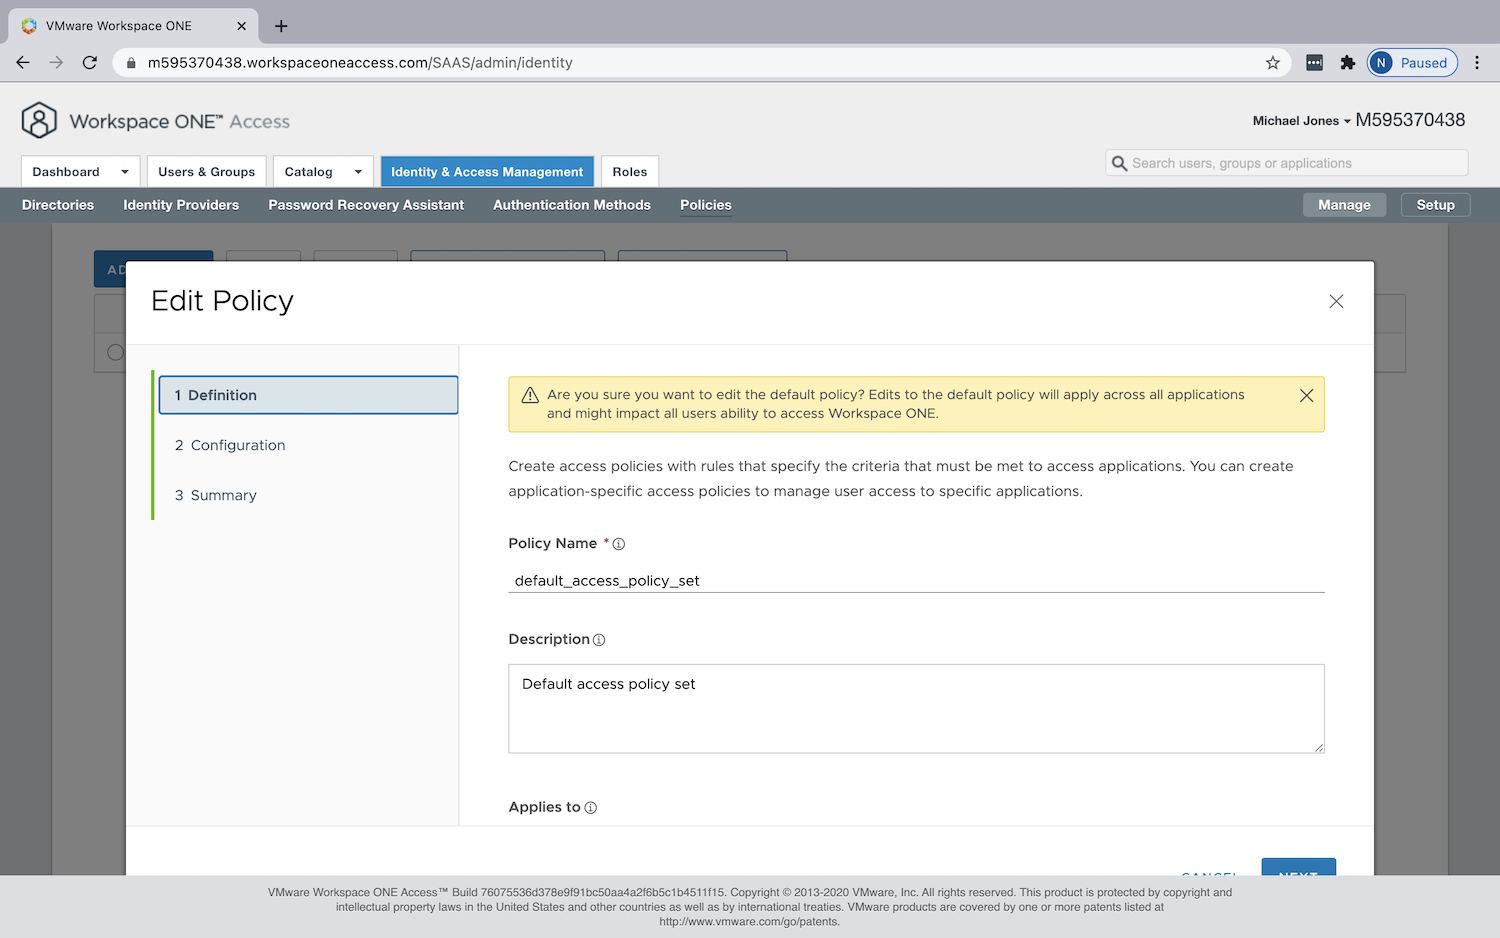 VMware Workspace ONE
m595370438.workspaceoneaccess.com/SAAS/admin/identity
N Paused
Workspace ONE™ Access
Michael Jones M595370438
Dashboard Users & Groups Catalog Identity & Access Management Roles
Search users, groups or applications
Directories Identity Providers Password Recovery Assistant Authentication Methods Policies Manage Setup
Edit Policy
1 Definition
2 Configuration
3 Summary
Are you sure you want to edit the default policy? Edits to the default policy will apply across all applications
and might impact all users ability to access Workspace ONE.
Create access policies with rules that specify the criteria that must be met to access applications. You can create
application-specific access policies to manage user access to specific applications.
Policy Name *
default_access_policy_set
Description
Default access policy set
Applies to
CANCEL NEXT
VMware Workspace ONE Access™ Build 76075536d378e9f91bc50aa4a2f6b5c1b4511f15. Copyright © 2013-2020 VMware, Inc. All rights reserved. This product is protected by copyright and
intellectual property laws in the United States and other countries as well as by international treaties. VMware products are covered by one or more patents listed at
http://www.vmware.com/go/patents.